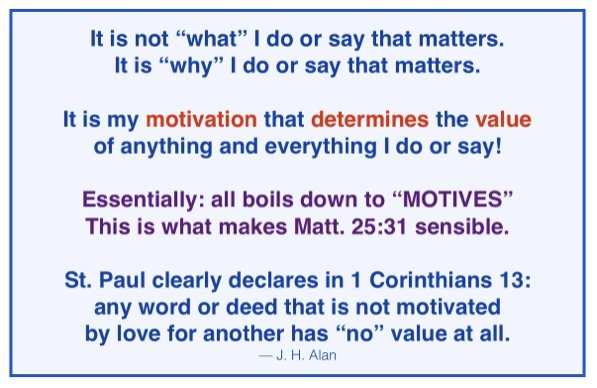 It is not “what” I do or say that matters.
It is “why” I do or say that matters.
It is my motivation that determines the value
of anything and everything I do or say!
Essentially: all boils down to “MOTIVES”
This is what makes Matt. 25:31 sensible.
St. Paul clearly declares in 1 Corinthians 13:
any word or deed that is not motivated
by love for another has “no” value at all.
— J. H. Alan